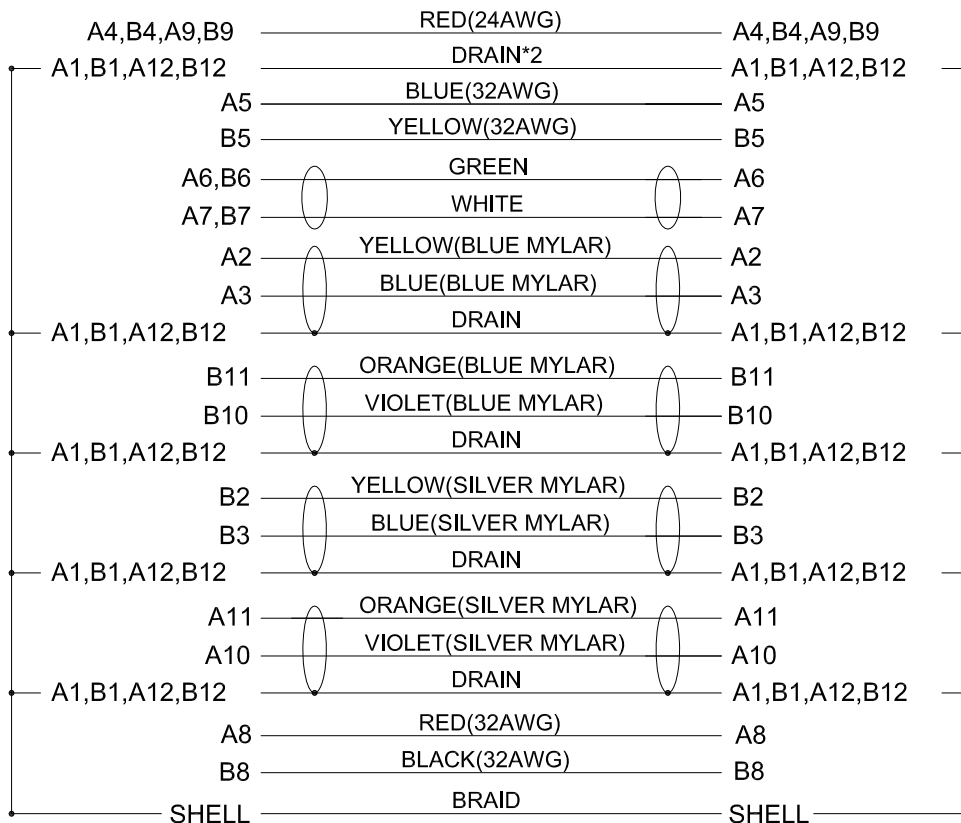 A4,B4,A9,B9 RED(24AWG) A4,B4,A9,B9
A1,B1,A12,B12 DRAIN*2 A1,B1,A12,B12
A5 BLUE(32AWG) A5
B5 YELLOW(32AWG) B5
A6,B6 GREEN A6
A7,B7 WHITE A7
A2 YELLOW(BLUE MYLAR) A2
A3 BLUE(BLUE MYLAR) A3
A1,B1,A12,B12 DRAIN A1,B1,A12,B12
B11 ORANGE(BLUE MYLAR) B11
B10 VIOLET(BLUE MYLAR) B10
A1,B1,A12,B12 DRAIN A1,B1,A12,B12
B2 YELLOW(SILVER MYLAR) B2
B3 BLUE(SILVER MYLAR) B3
A1,B1,A12,B12 DRAIN A1,B1,A12,B12
A11 ORANGE(SILVER MYLAR) A11
A10 VIOLET(SILVER MYLAR) A10
A1,B1,A12,B12 DRAIN A1,B1,A12,B12
A8 RED(32AWG) A8
B8 BLACK(32AWG) B8
SHELL BRAID SHELL